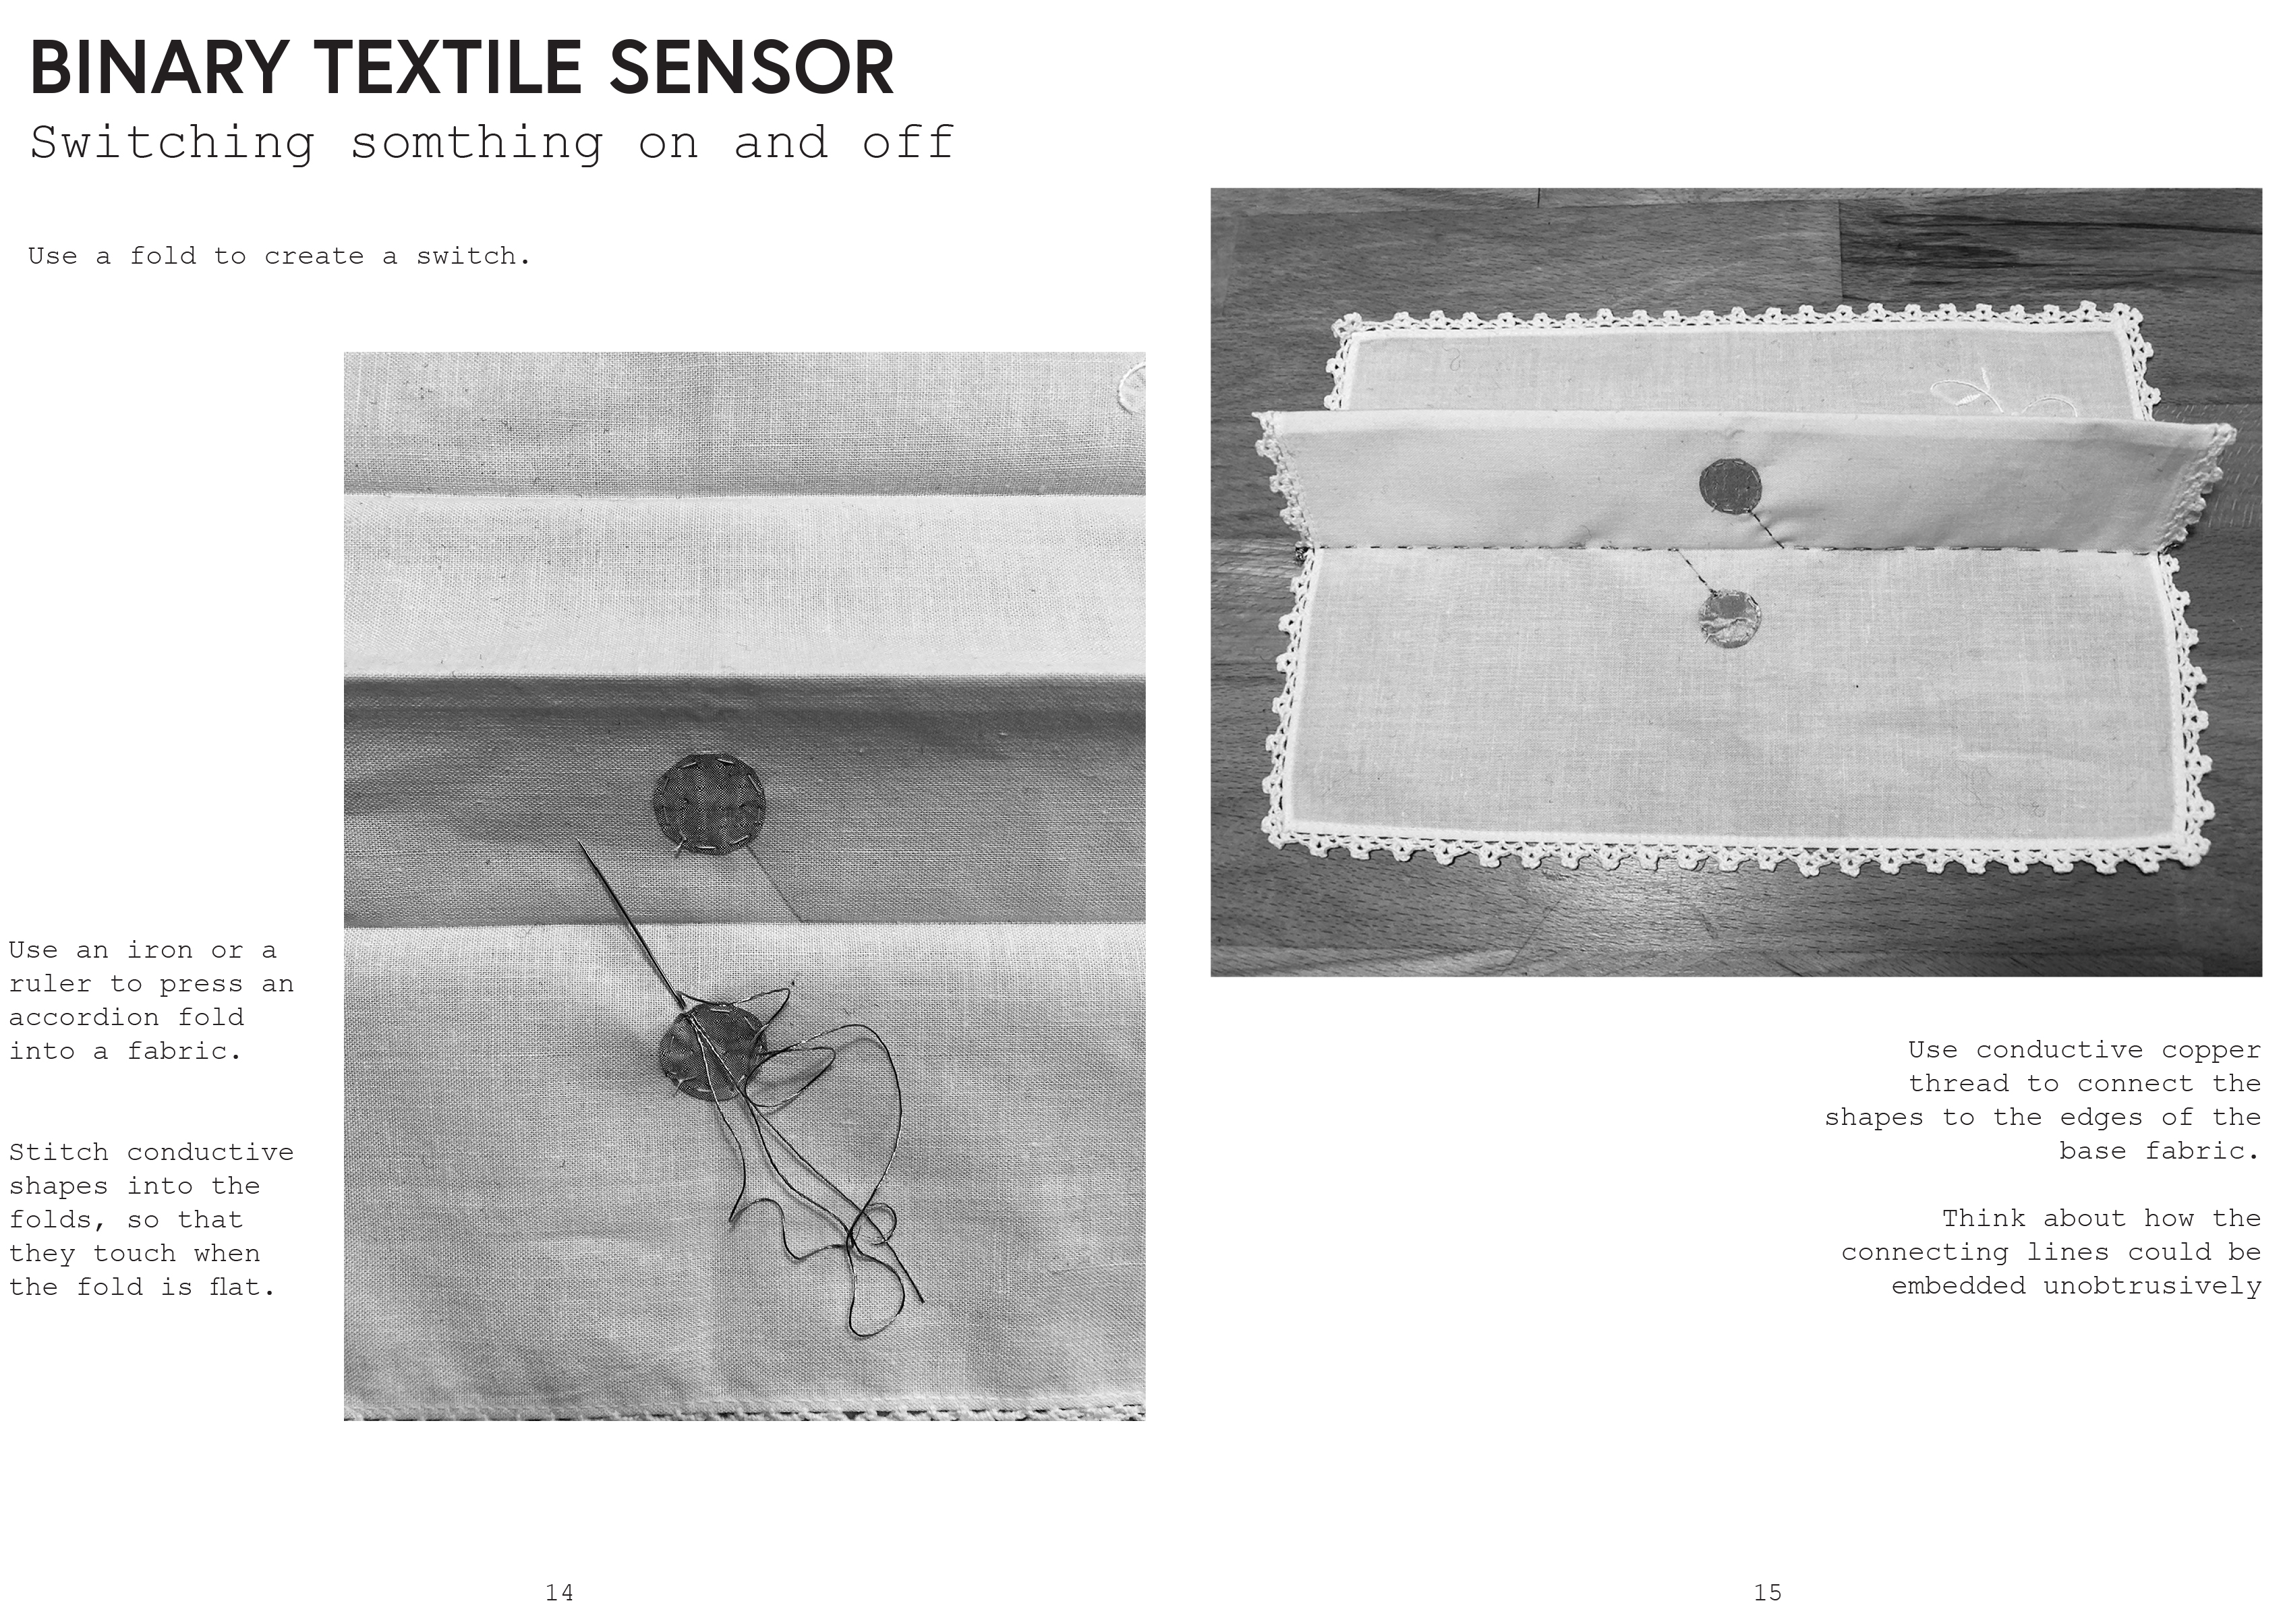 BINARY TEXTILE SENSOR
Switching somthing on and off
Use a fold to create a switch.
Use an iron or a
ruler to press an
accordion fold
into a fabric.
Stitch conductive
shapes into the
folds, so that
they touch when
the fold is flat.
14
Use conductive copper
thread to connect the
shapes to the edges of the
base fabric.
Think about how the
connecting lines could be
embedded unobtrusively
15